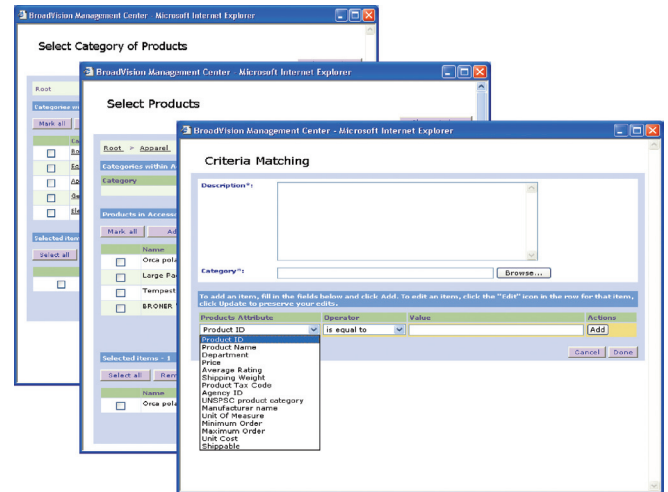 BroadVision Management Center - Microsoft Internet Explorer
Select Category of Products
Root
Mark all
Select all
BroadVision Management Center - Microsoft Internet Explorer
Select Products
Root > Apparel
Category
Products in
Mark all
Name
Orca
Large
Tempest
BRONER
Selected items - 1
Select all
Name
Orca
BroadVision Management Center - Microsoft Internet Explorer
Criteria Matching
Description*:
Category*:
Browse...
To add an item, fill in the fields below and click Add. To edit an item, click the "Edit" icon in the row for that item,
click Update to preserve your edits.
Products Attribute Operator Value Actions
Product ID is equal to Add
Cancel Done
Product ID
Product Name
Department
Price
Average Rating
Shipping Weight
Product Tax Code
Agency ID
UNSPSC product category
Manufacturer name
Unit Of Measure
Minimum Order
Maximum Order
Unit Cost
Shippable